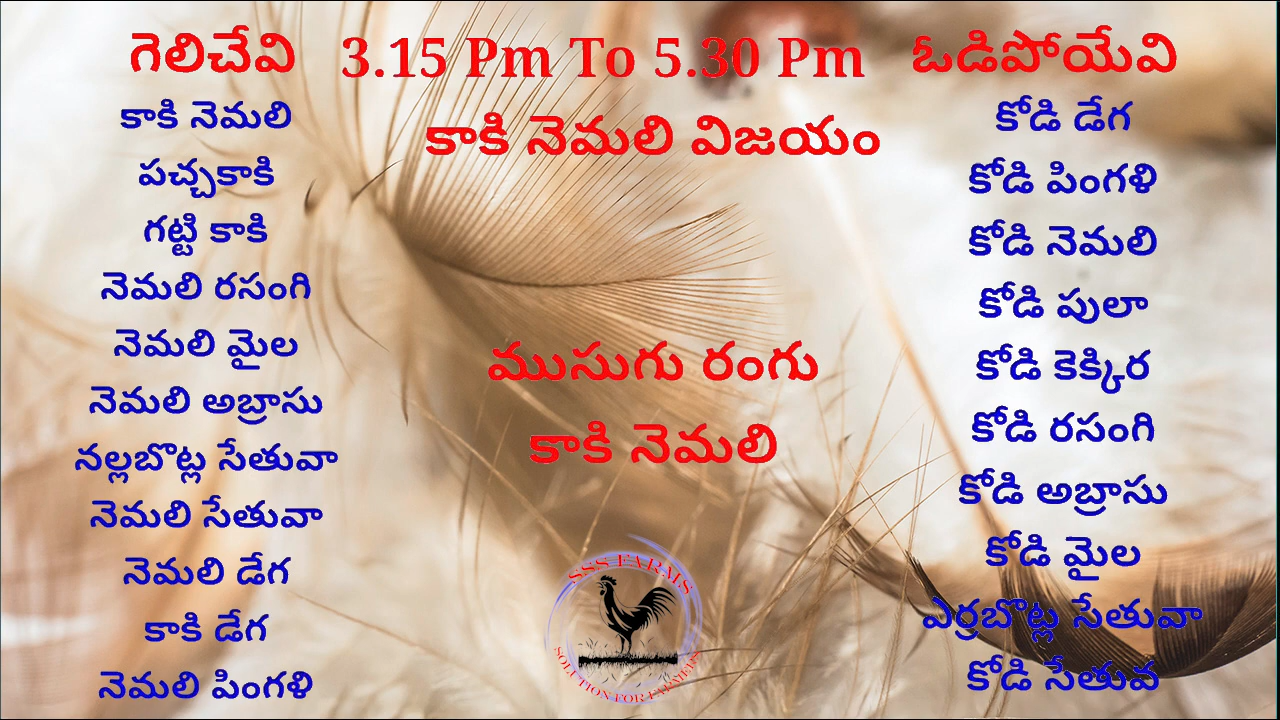 గెలిచేవి
కాకి నెమలి
పచ్చకాకి
గట్టి కాకి
నెమలి రసంగి
నెమలి మైల
నెమలి అబ్రాసు
నల్లబొట్ల సేతువా
నెమలి సేతువా
నెమలి డేగ
కాకి డేగ
నెమలి పింగళి
3.15 Pm To 5.30 Pm
కాకి నెమలి విజయం
ముసుగు రంగు
కాకి నెమలి
SSS FARMS
SOLUTION FOR FARMERS
ఓడిపోయేవి
కోడి డేగ
కోడి పింగళి
కోడి నెమలి
కోడి పులా
కోడి కెక్కిర
కోడి రసంగి
కోడి అబ్రాసు
కోడి మైల
ఎర్రబొట్ల సేతువా
కోడి సేతువ